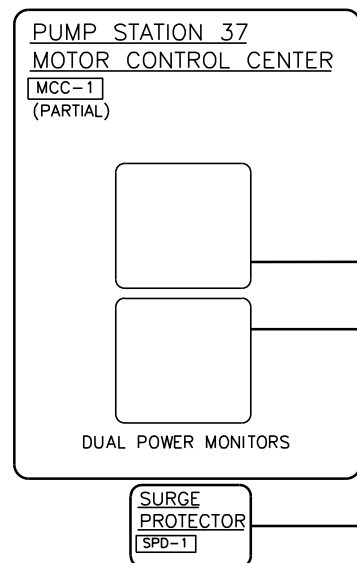 PUMP STATION 37
MOTOR CONTROL CENTER
MCC-1
(PARTIAL)
DUAL POWER MONITORS
SURGE
PROTECTOR
SPD-1